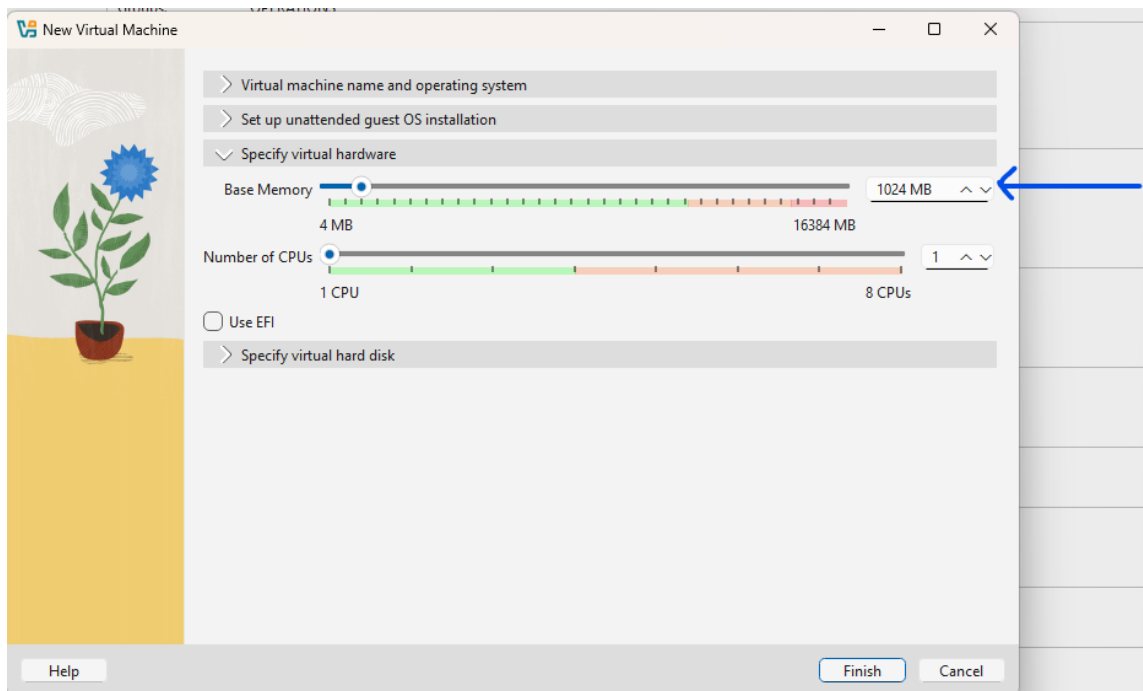 New Virtual Machine
Virtual machine name and operating system
Set up unattended guest OS installation
Specify virtual hardware
Base Memory 1024 MB
4 MB 16384 MB
Number of CPUs 1
1 CPU 8 CPUs
Use EFI
Specify virtual hard disk
Help Finish Cancel